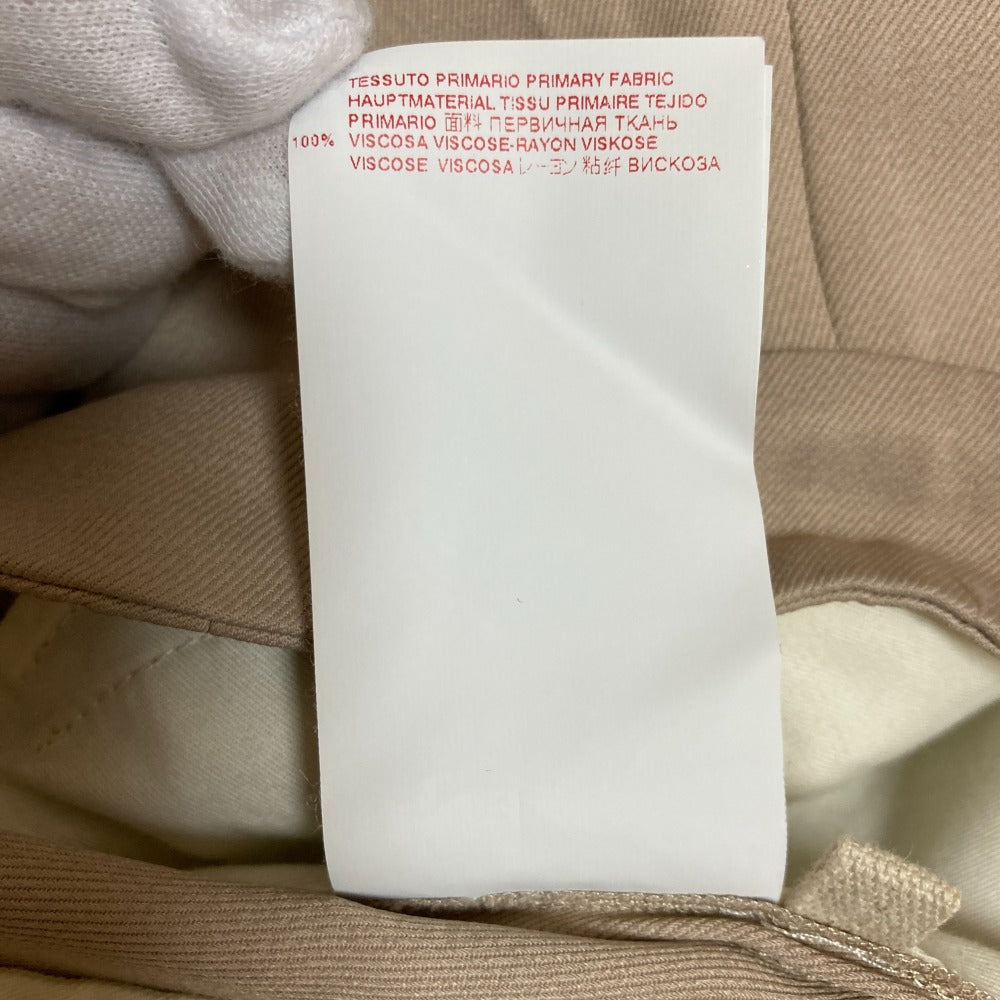 TESSUTO PRIMARIO PRIMARY FABRIC
HAUPTMATERIAL TISSU PRIMAIRE TEJIDO
PRIMARIO 面料 ПЕРВИЧНАЯ ТКАНЬ
100% VISCOSA VISCOSE-RAYON VISKOSE
VISCOSE VISCOSA レーヨン 粘纤 ВИСКОЗА